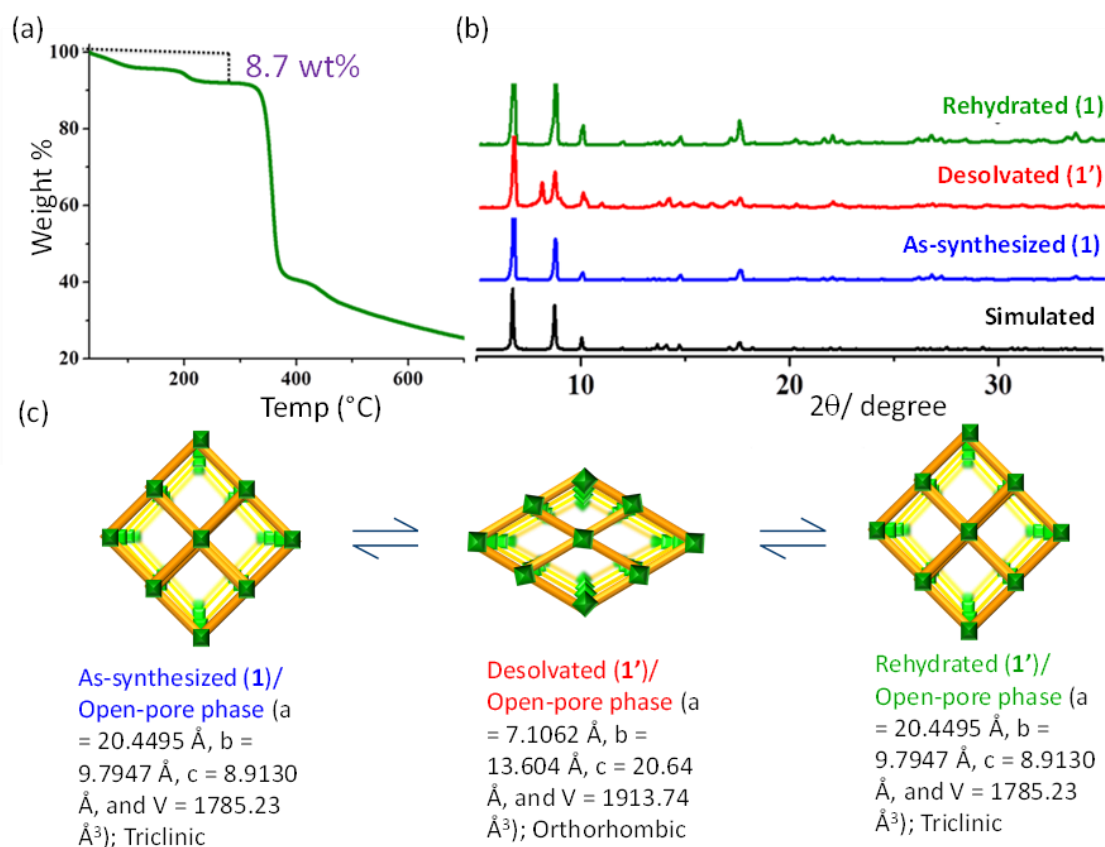 (a)
100
80
60
40
20
Weight %
8.7 wt%
200
400
600
Temp (°C)
(b)
Rehydrated (1)
Desolvated (1’)
As-synthesized (1)
Simulated
10
20
30
2θ/ degree
(c)
As-synthesized (1)/
Open-pore phase (a
= 20.4495 Å, b =
9.7947 Å, c = 8.9130
Å, and V = 1785.23
Å³); Triclinic
Desolvated (1’)/
Open-pore phase (a
= 7.1062 Å, b =
13.604 Å, c = 20.64
Å, and V = 1913.74
Å³); Orthorhombic
Rehydrated (1’)/
Open-pore phase (a
= 20.4495 Å, b =
9.7947 Å, c = 8.9130
Å, and V = 1785.23
Å³); Triclinic